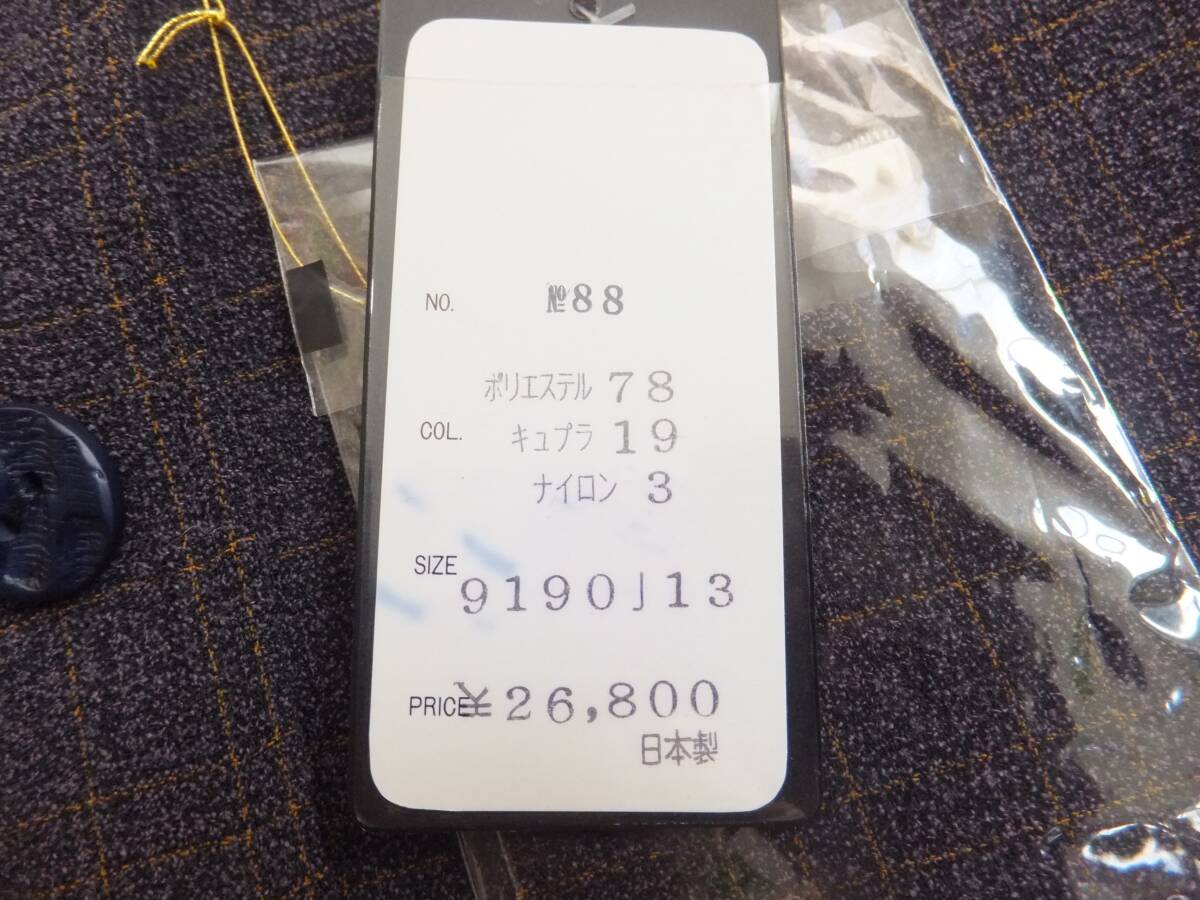 NO. №88
ポリエステル 78
COL. キュプラ 19
ナイロン 3
SIZE 9190J13
PRICE ¥26,800
日本製